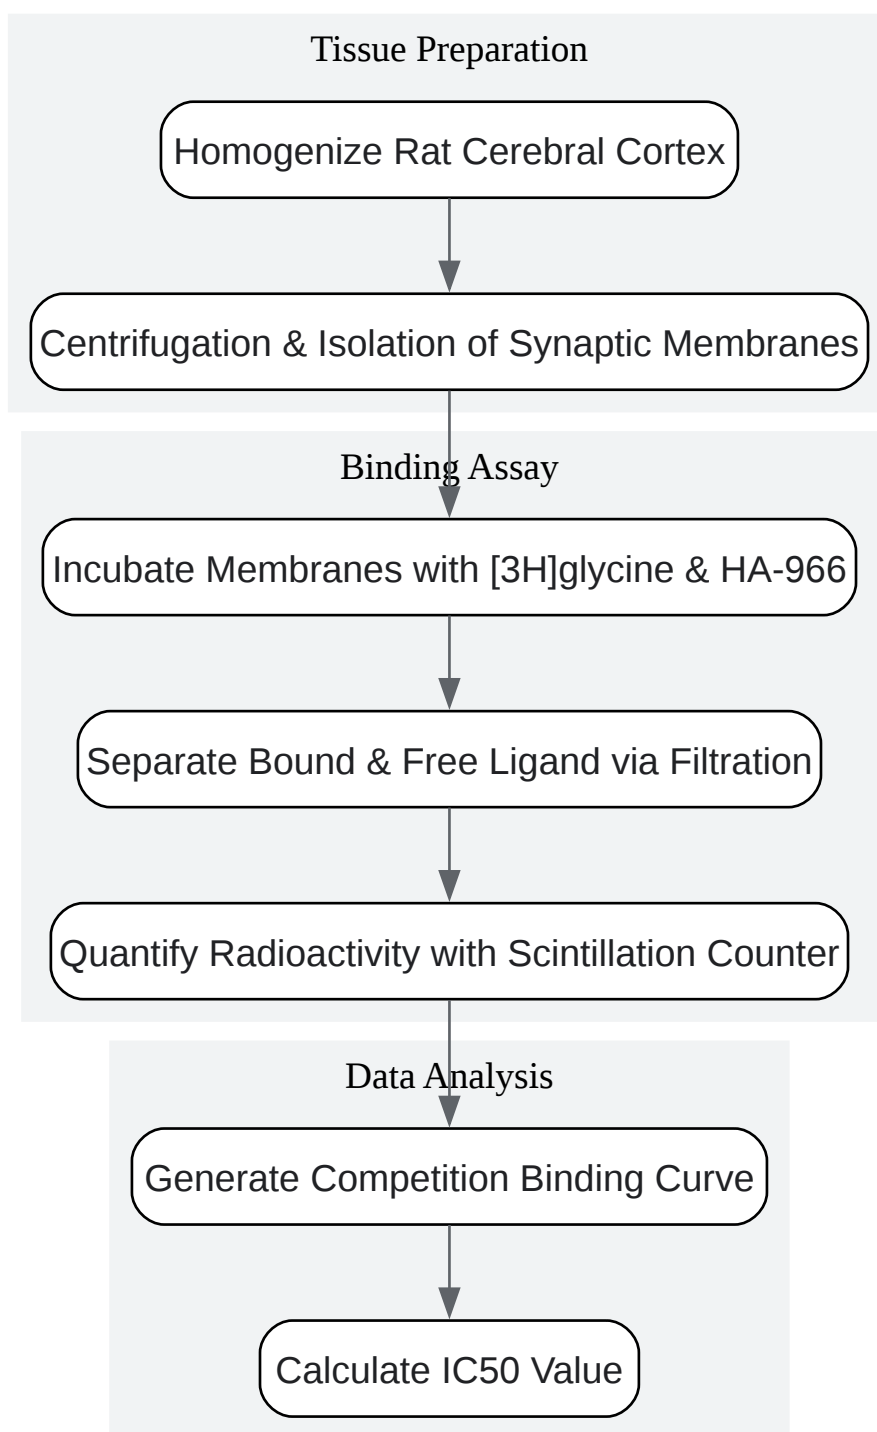 Tissue Preparation
Homogenize Rat Cerebral Cortex
Centrifugation & Isolation of Synaptic Membranes
Binding Assay
Incubate Membranes with [3H]glycine & HA-966
Separate Bound & Free Ligand via Filtration
Quantify Radioactivity with Scintillation Counter
Data Analysis
Generate Competition Binding Curve
Calculate IC50 Value